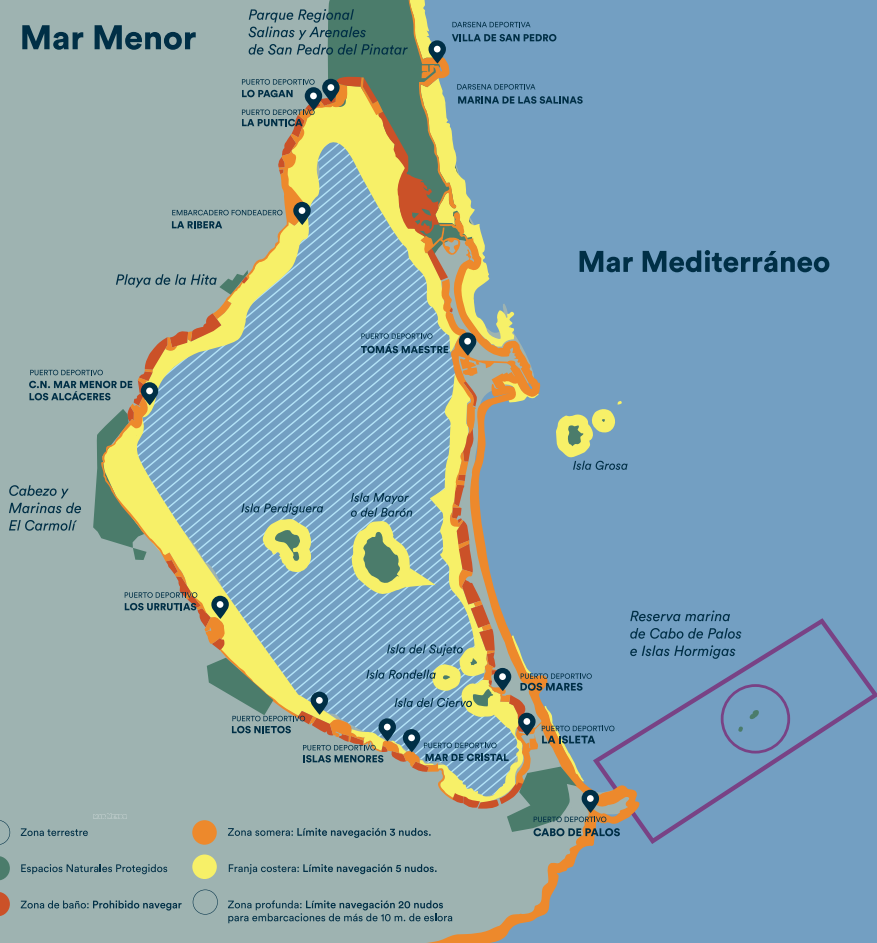 Mar Menor
Parque Regional
Salinas y Arenales
de San Pedro del Pinatar
DARSENA DEPORTIVA
VILLA DE SAN PEDRO
PUERTO DEPORTIVO
LO PAGAN
DARSENA DEPORTIVA
MARINA DE LAS SALINAS
PUERTO DEPORTIVO
LA PUNTICA
EMBARCADERO FONDEADERO
LA RIBERA
Mar Mediterráneo
Playa de la Hita
PUERTO DEPORTIVO
TOMÁS MAESTRE
PUERTO DEPORTIVO
C.N. MAR MENOR DE
LOS ALCÁCERES
Isla Grosa
Cabezo y
Marinas de
El Carmolí
Isla Perdiguera
Isla Mayor
o del Barón
PUERTO DEPORTIVO
LOS URRUTIAS
Reserva marina
de Cabo de Palos
e Islas Hormigas
Isla del Sujeto
Isla Rondella
Isla del Ciervo
PUERTO DEPORTIVO
DOS MARES
PUERTO DEPORTIVO
LOS NIETOS
PUERTO DEPORTIVO
LA ISLETA
PUERTO DEPORTIVO
ISLAS MENORES
PUERTO DEPORTIVO
MAR DE CRISTAL
PUERTO DEPORTIVO
CABO DE PALOS
Zona terrestre
Espacios Naturales Protegidos
Zona de baño: Prohibido navegar
Zona somera: Límite navegación 3 nudos.
Franja costera: Límite navegación 5 nudos.
Zona profunda: Límite navegación 20 nudos
para embarcaciones de más de 10 m. de eslora